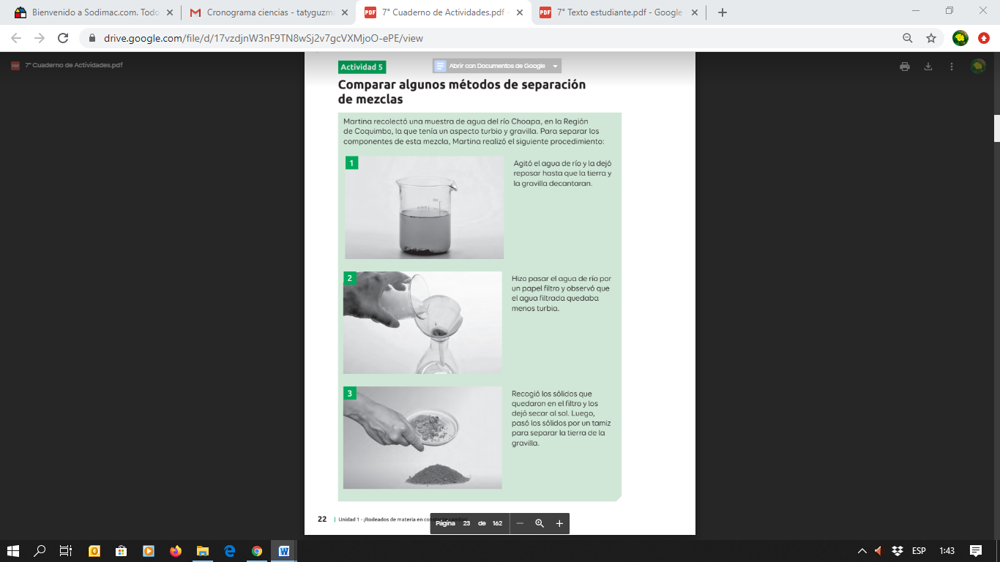 Bienvenido a Sodimac.com. Todo
Cronograma ciencias - tatyguzma
7° Cuaderno de Actividades.pdf -
7° Texto estudiante.pdf - Google
drive.google.com/file/d/17vzdjnW3nF9TN8wSj2v7gcVXMjoO-ePE/view
PDF 7° Cuaderno de Actividades.pdf
Abrir con Documentos de Google
Actividad 5
Comparar algunos métodos de separación
de mezclas
Martina recolectó una muestra de agua del río Choapa, en la Región
de Coquimbo, la que tenía un aspecto turbio y gravilla. Para separar los
componentes de esta mezcla, Martina realizó el siguiente procedimiento:
1
Agitó el agua de río y la dejó
reposar hasta que la tierra y
la gravilla decantaran.
2
Hizo pasar el agua de río por
un papel filtro y observó que
el agua filtrada quedaba
menos turbia.
3
Recogió los sólidos que
quedaron en el filtro y los
dejó secar al sol. Luego,
pasó los sólidos por un tamiz
para separar la tierra de la
gravilla.
22 | Unidad 1 - ¡Rodeados de materia en
Página 23 de 162
ESP 1:43